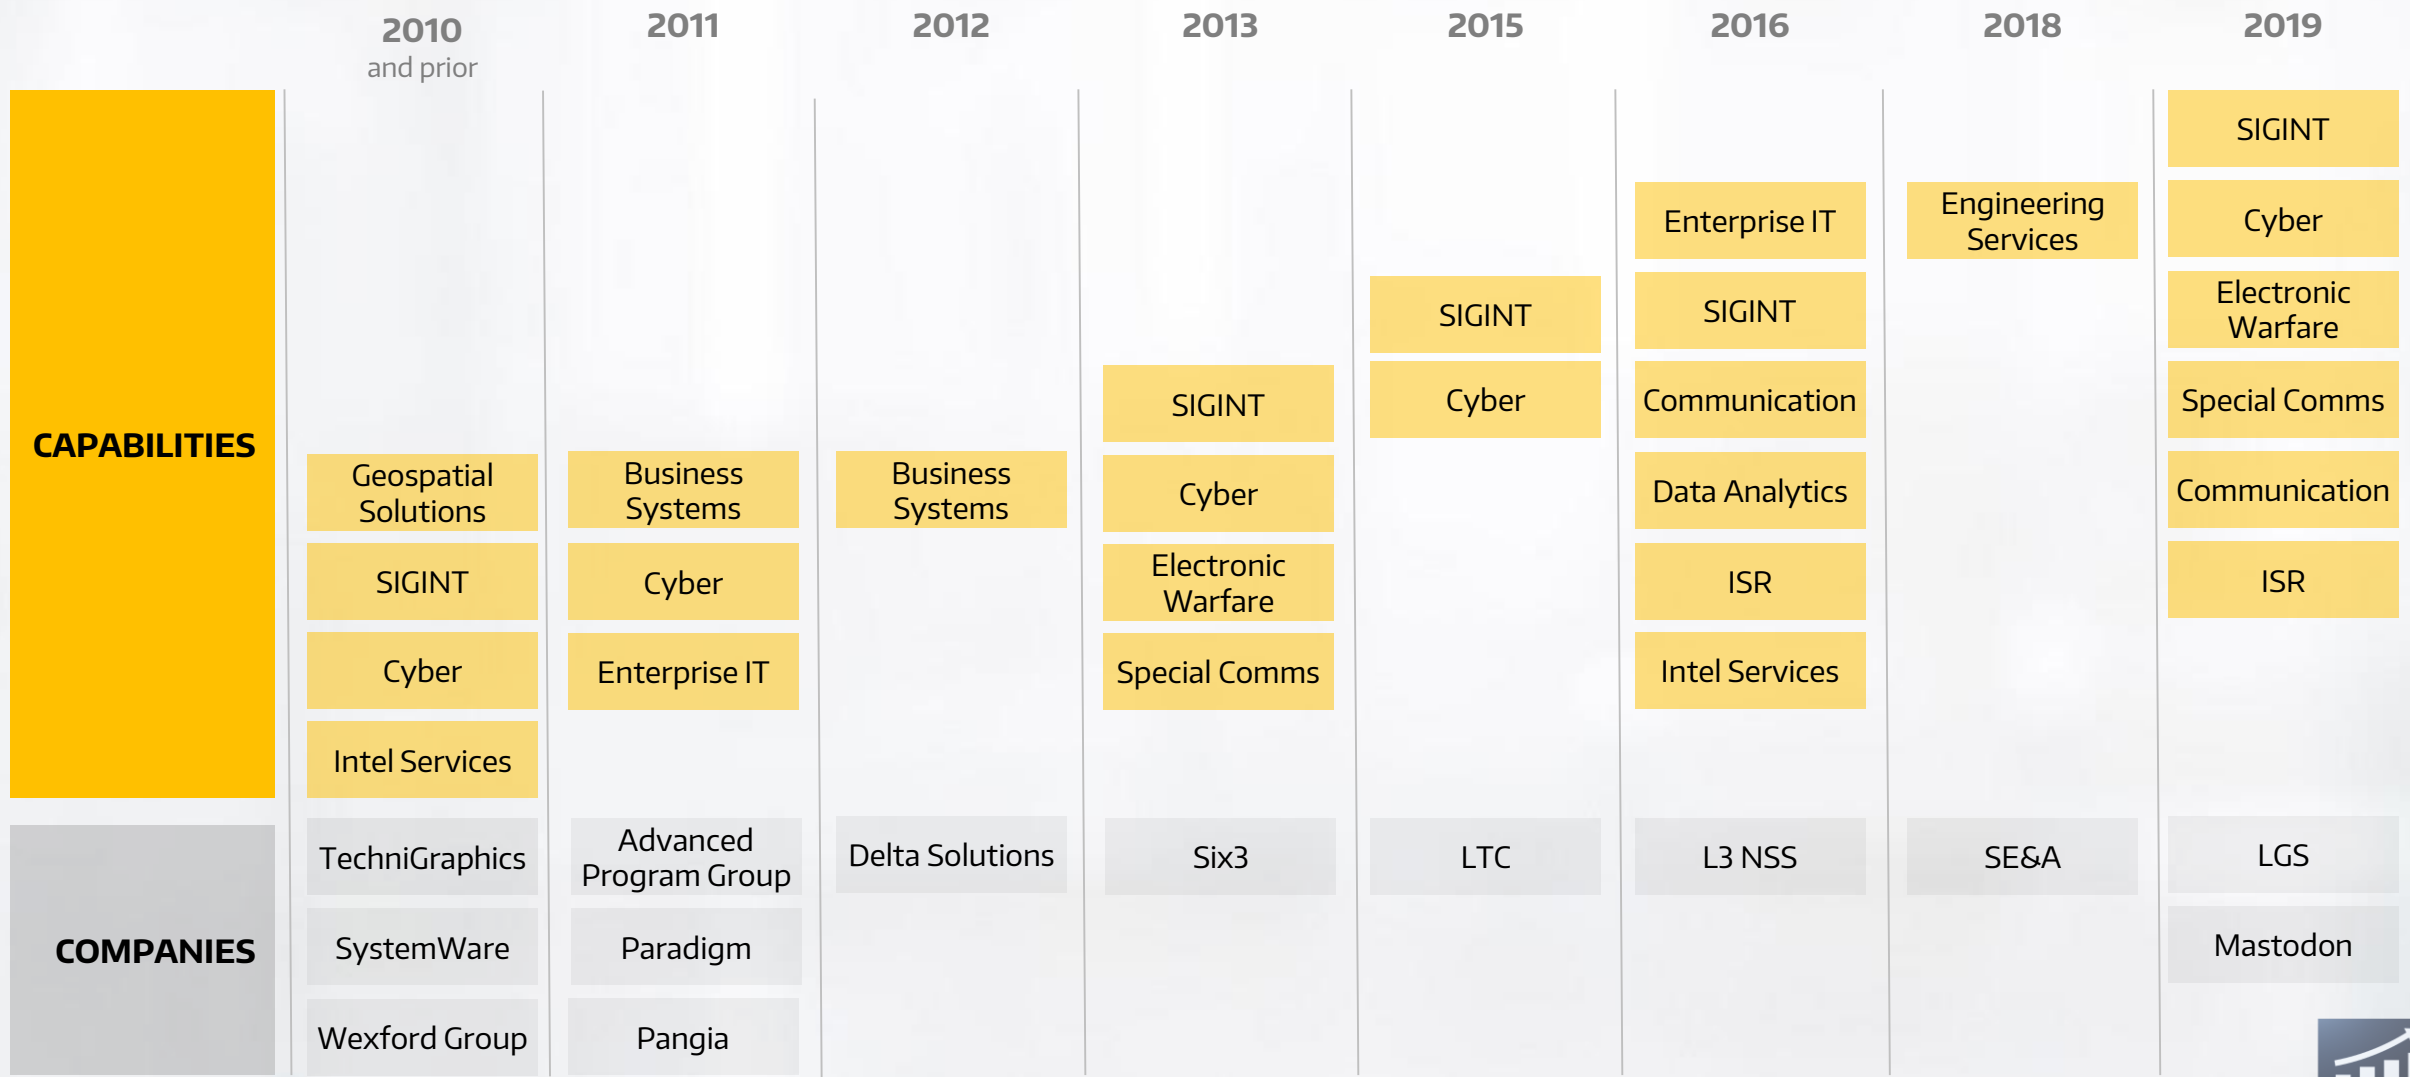 2010
and prior
2011
2012
2013
2015
2016
2018
2019
CAPABILITIES
Geospatial
Solutions
SIGINT
Cyber
Intel Services
Business
Systems
Cyber
Enterprise IT
Business
Systems
SIGINT
Cyber
Electronic
Warfare
Special Comms
SIGINT
Cyber
Enterprise IT
SIGINT
Communication
Data Analytics
ISR
Intel Services
Engineering
Services
SIGINT
Cyber
Electronic
Warfare
Special Comms
Communication
ISR
COMPANIES
TechniGraphics
SystemWare
Wexford Group
Advanced
Program Group
Paradigm
Pangia
Delta Solutions
Six3
LTC
L3 NSS
SE&A
LGS
Mastodon